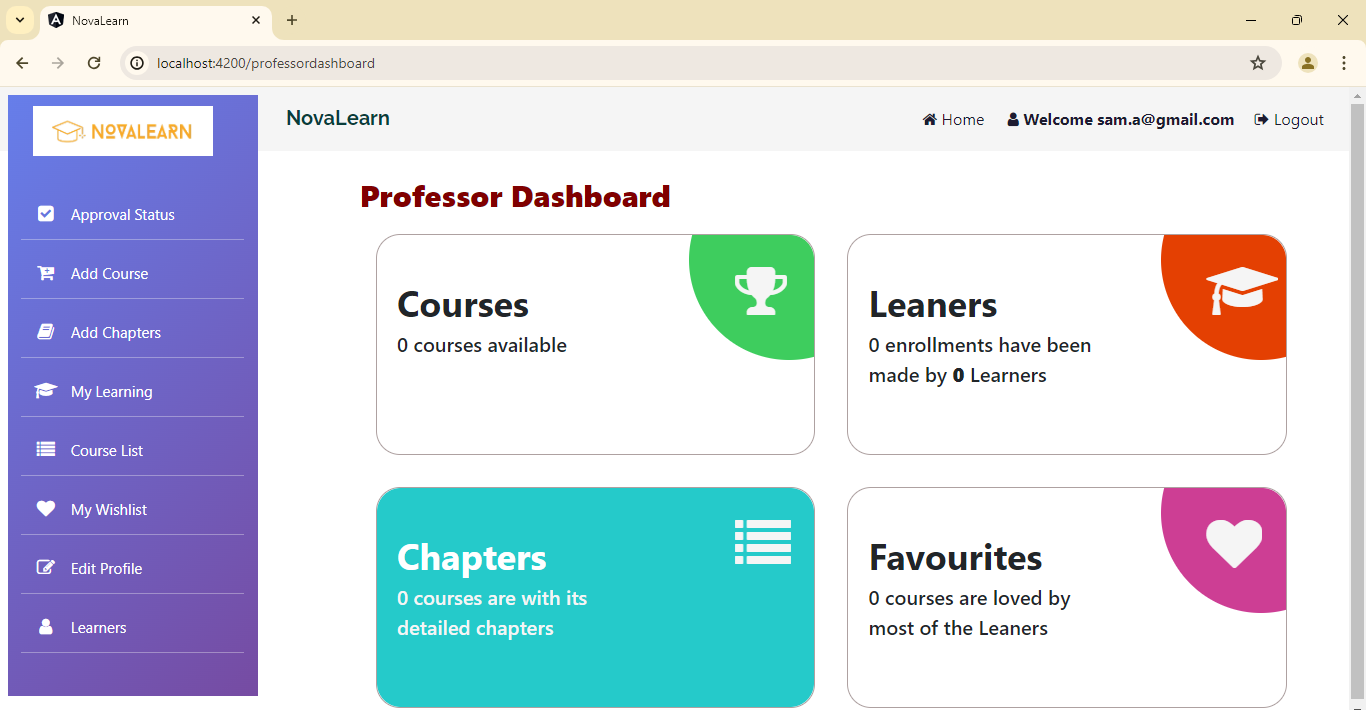 NovaLearn
localhost:4200/professordashboard
NOVALEARN
NovaLearn
Home
Welcome sam.a@gmail.com
Logout
Approval Status
Add Course
Add Chapters
My Learning
Course List
My Wishlist
Edit Profile
Learners
Professor Dashboard
Courses
0 courses available
Leaners
0 enrollments have been
made by 0 Learners
Chapters
0 courses are with its
detailed chapters
Favourites
0 courses are loved by
most of the Leaners